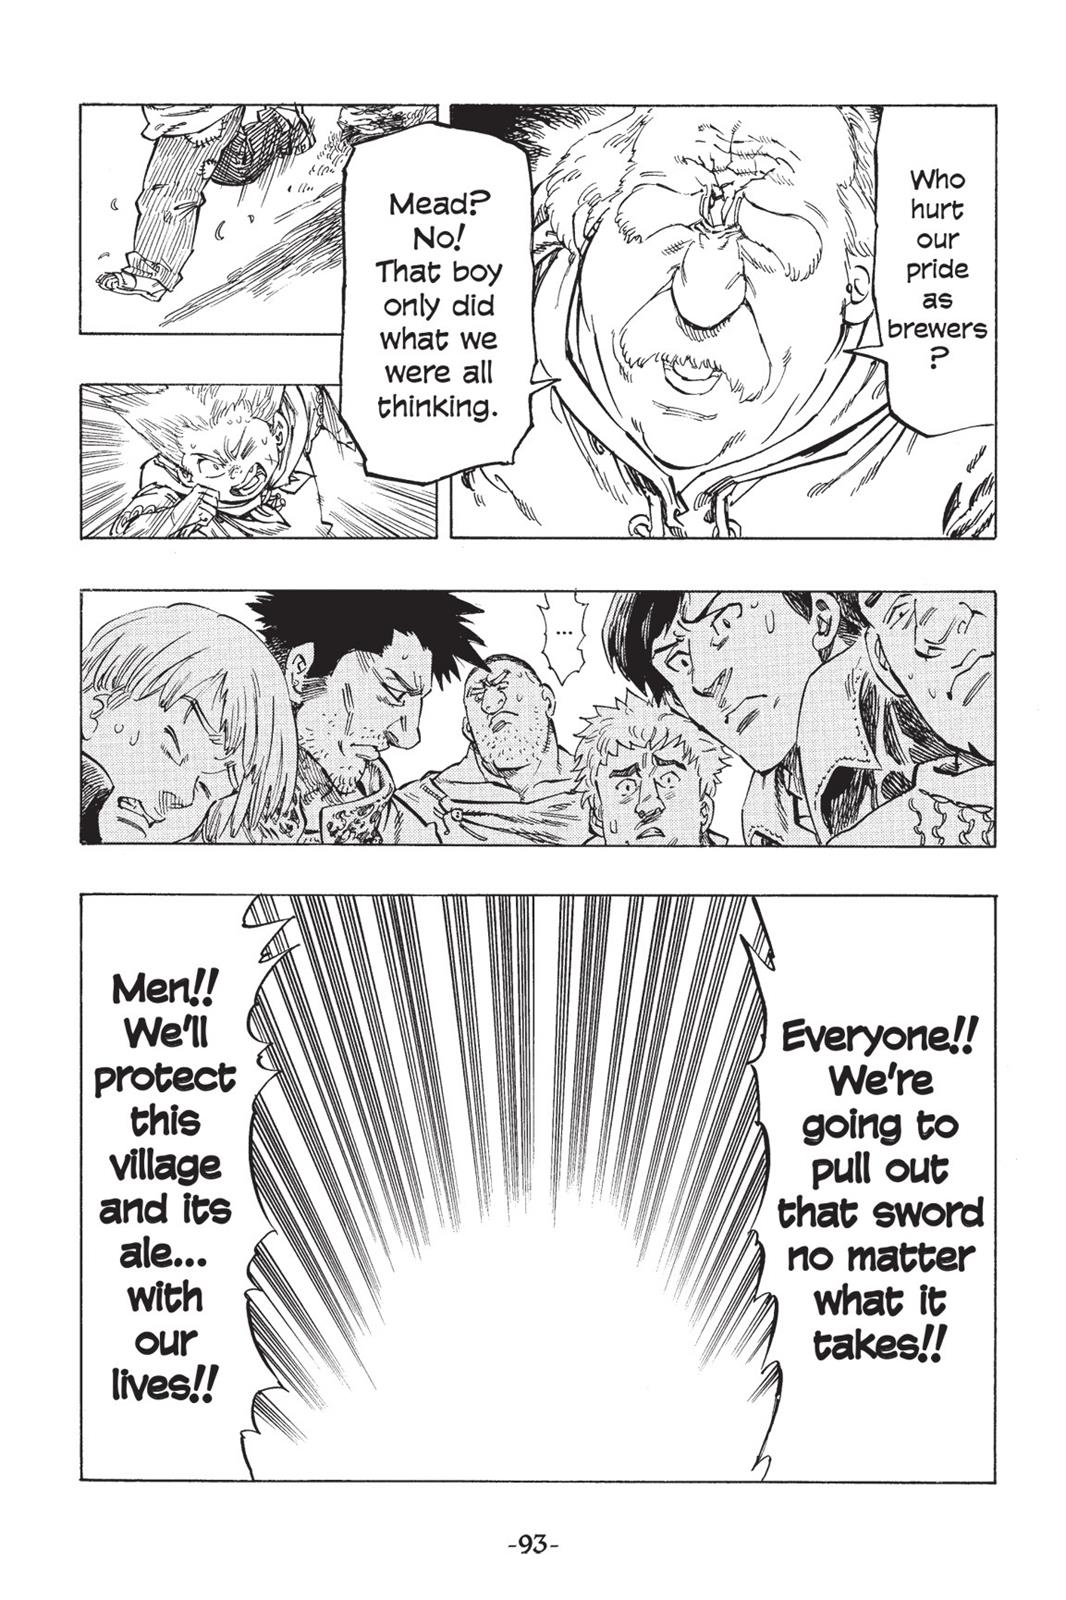 Who
hurt
our
pride
as
brewers
?
Mead?
No!
That boy
only did
what we
were all
thinking.
...
Everyone!!
We're
going to
pull out
that sword
no matter
what it
takes!!
Men!!
We'll
protect
this
village
and its
ale...
with
our
lives!!
-93-